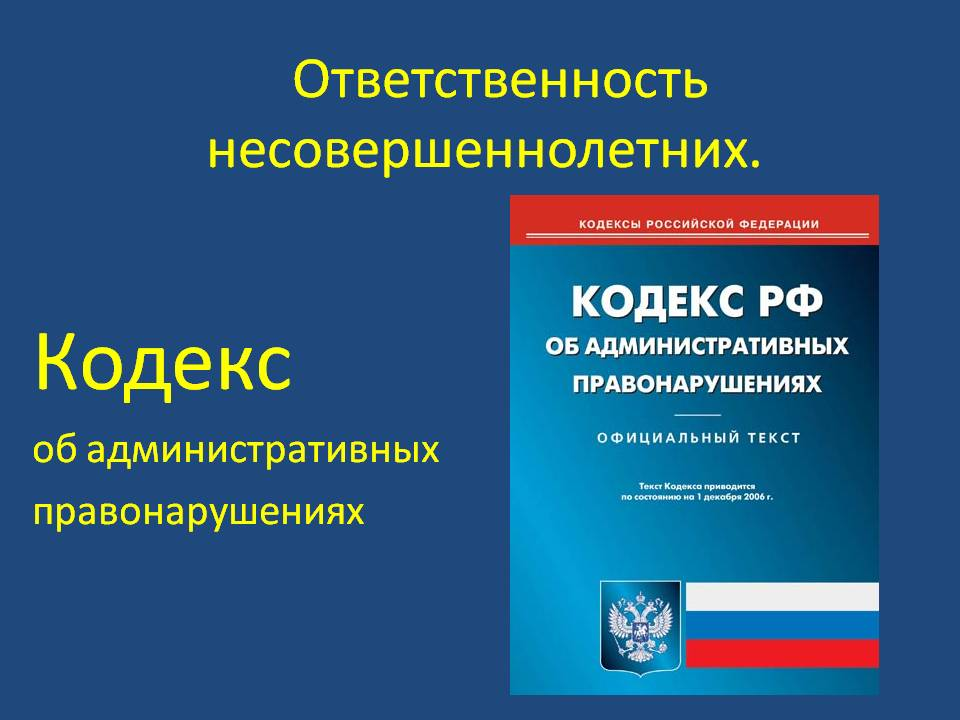 Ответственность
несовершеннолетних.
Кодекс
об административных
правонарушениях
КОДЕКСЫ РОССИЙСКОЙ ФЕДЕРАЦИИ
КОДЕКС РФ
ОБ АДМИНИСТРАТИВНЫХ
ПРАВОНАРУШЕНИЯХ
ОФИЦИАЛЬНЫЙ ТЕКСТ
Текст Кодекса приводится
по состоянию на 1 декабря 2006 г.